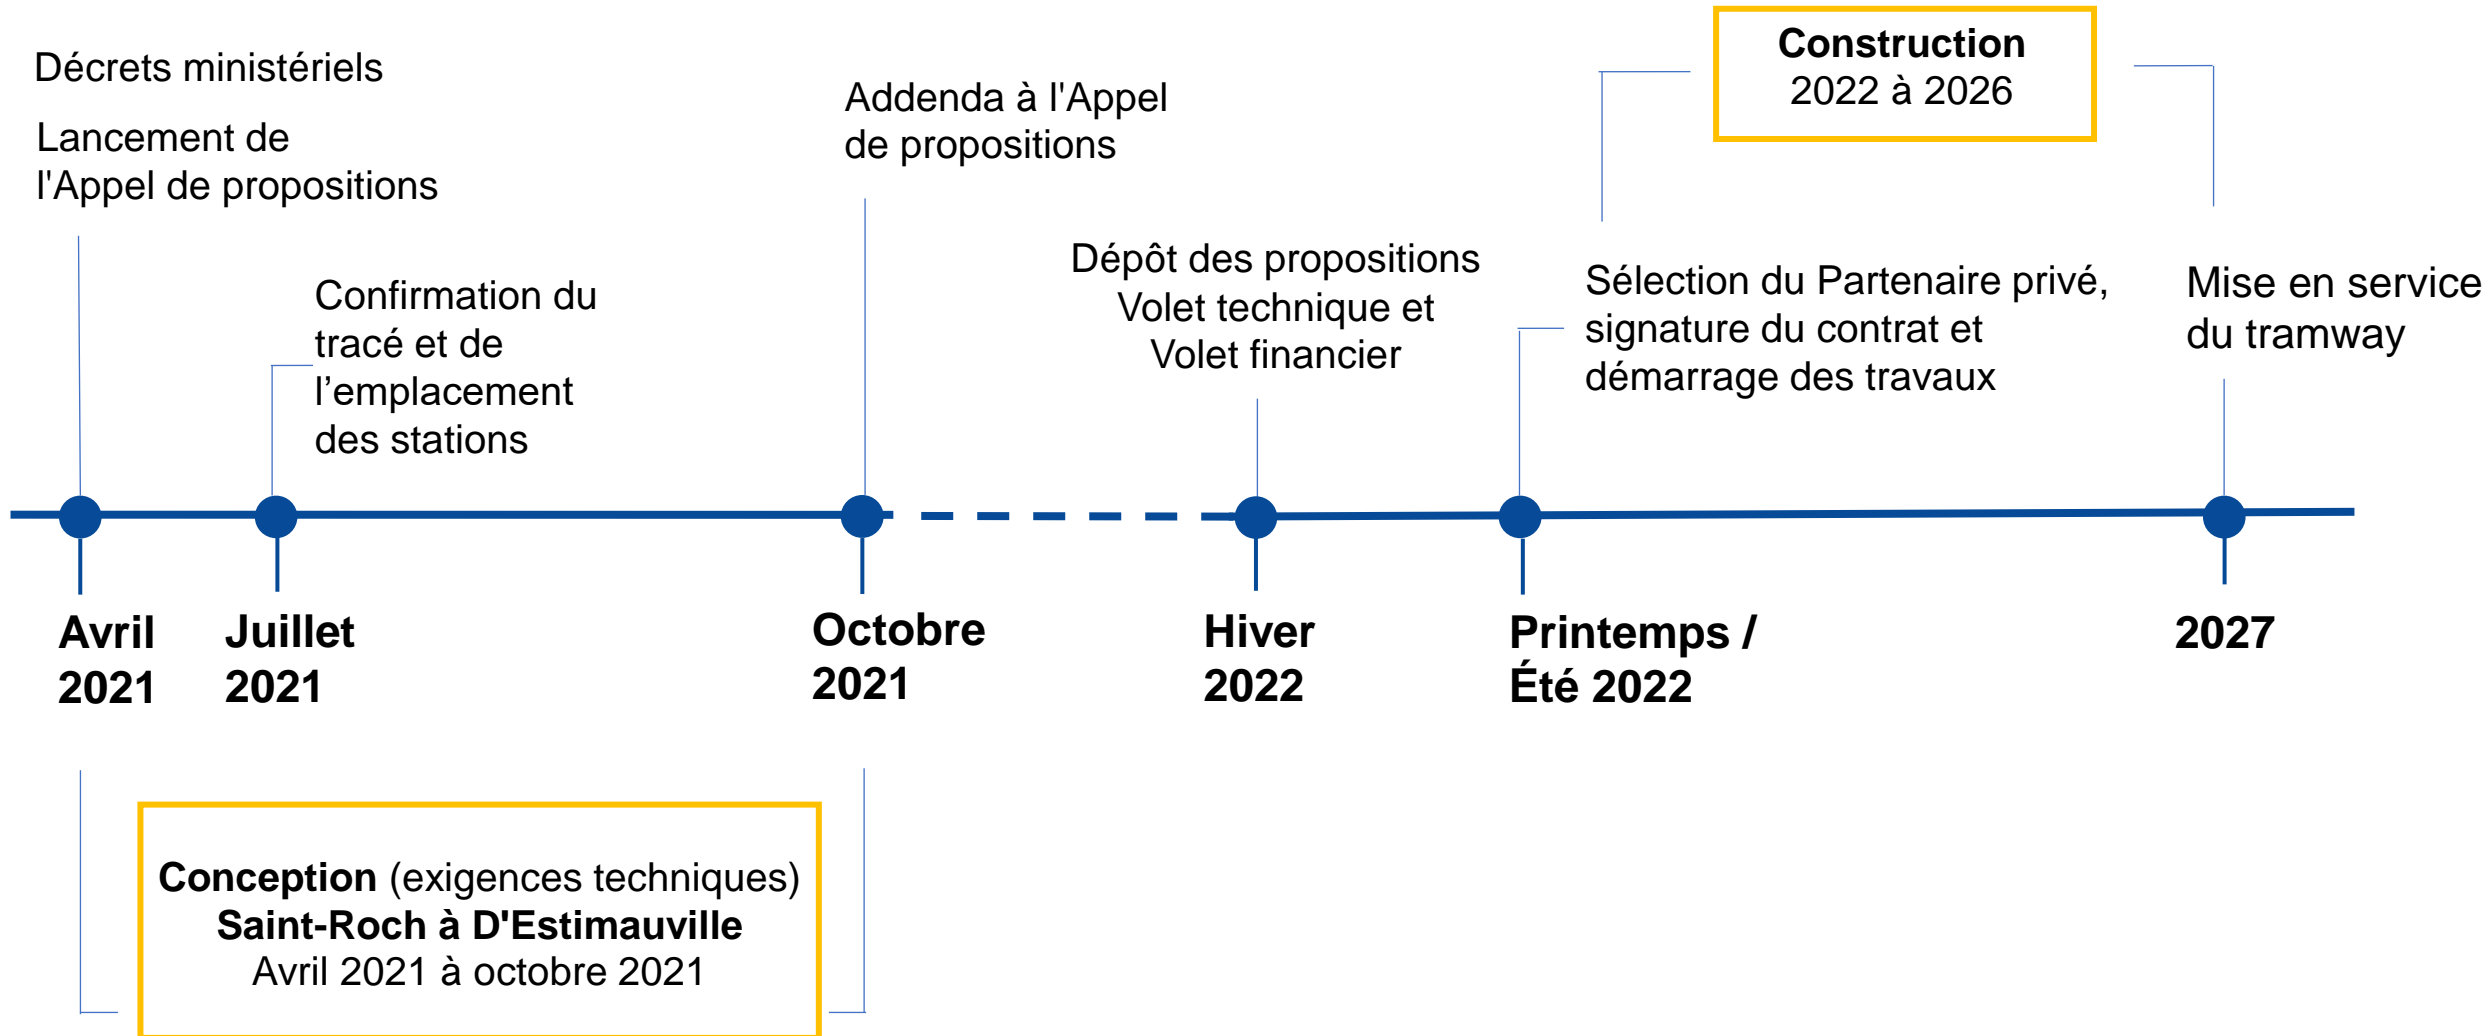 Décrets ministériels
Lancement de
l'Appel de propositions
Confirmation du
tracé et de
l’emplacement
des stations
Addenda à l'Appel
de propositions
Dépôt des propositions
Volet technique et
Volet financier
Construction
2022 à 2026
Sélection du Partenaire privé,
signature du contrat et
démarrage des travaux
Mise en service
du tramway
Avril
2021
Juillet
2021
Octobre
2021
Hiver
2022
Printemps /
Été 2022
2027
Conception (exigences techniques)
Saint-Roch à D'Estimauville
Avril 2021 à octobre 2021